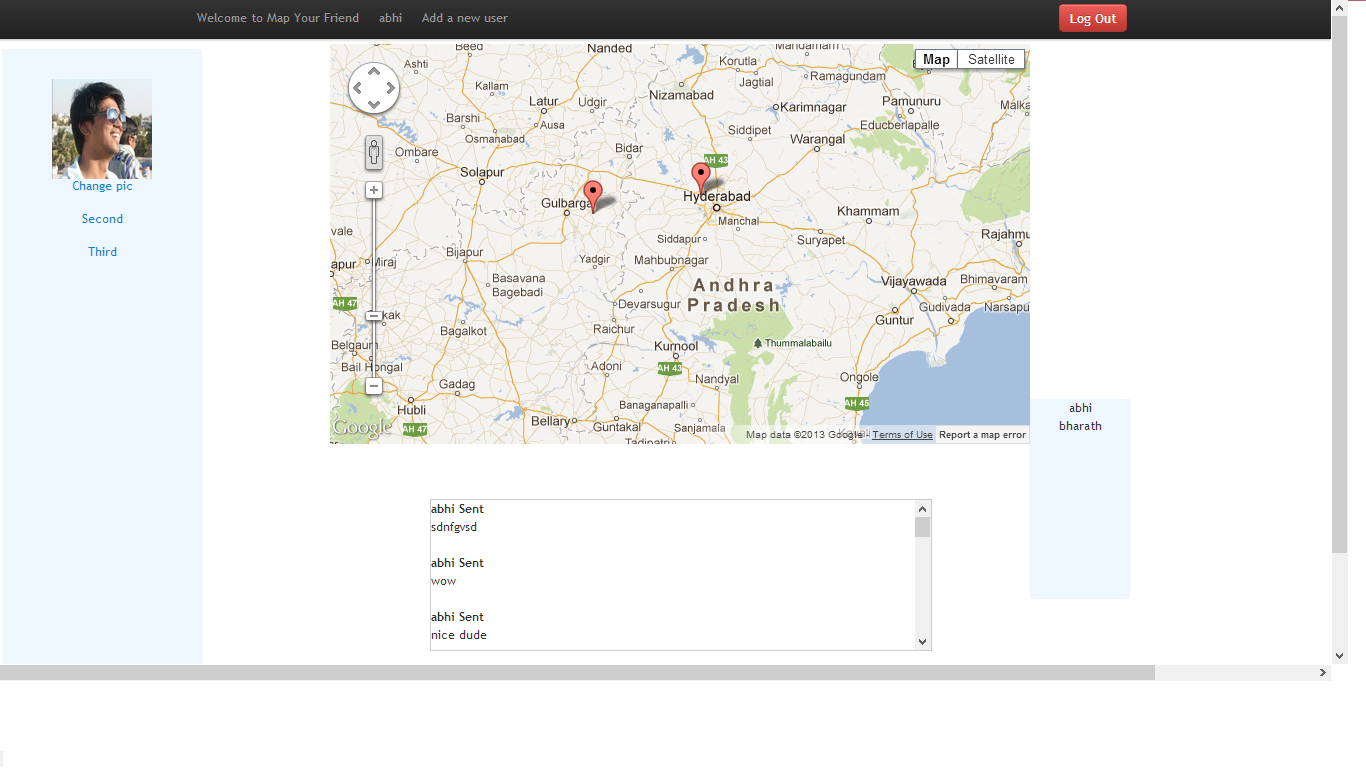 Welcome to Map Your Friend abhi Add a new user Log Out
Change pic
Second
Third
Map Satellite
Beed
Nanded
Mandamarri
Ashti
Korutla
Jagtial
Ramagundam
Kallam
Latur
Udgir
Nizamabad
Karimnagar
Pamunuru
Malka
Barshi
Ausa
Osmanabad
Siddipet
Warangal
Educberlapalle
Ombare
Bidar
AH 43
Solapur
Gulbarga
Hyderabad
Manchal
Khammam
vale
Siddapur
Suryapet
Rajahmu
apur
Miraj
Bijapur
Yadgir
Mahbubnagar
Basavana
Bagebadi
Andhra
Pradesh
Vijayawada
Bhimavaram
AH 47
Devarsugur
Gudivada
Narsapu
kak
Bagalkot
Raichur
Guntur
Belgaum
Kurnool
Thummalabailu
Bail Hongal
Adoni
AH 43
Nandyal
Ongole
Gadag
Hubli
Banaganapalli
AH 45
Bellary
Guntakal
Sanjamala
Google
AH 47
Tadipatri
Map data ©2013 Google - Terms of Use Report a map error
abhi
bharath
abhi Sent
sdnfgvsd
abhi Sent
wow
abhi Sent
nice dude